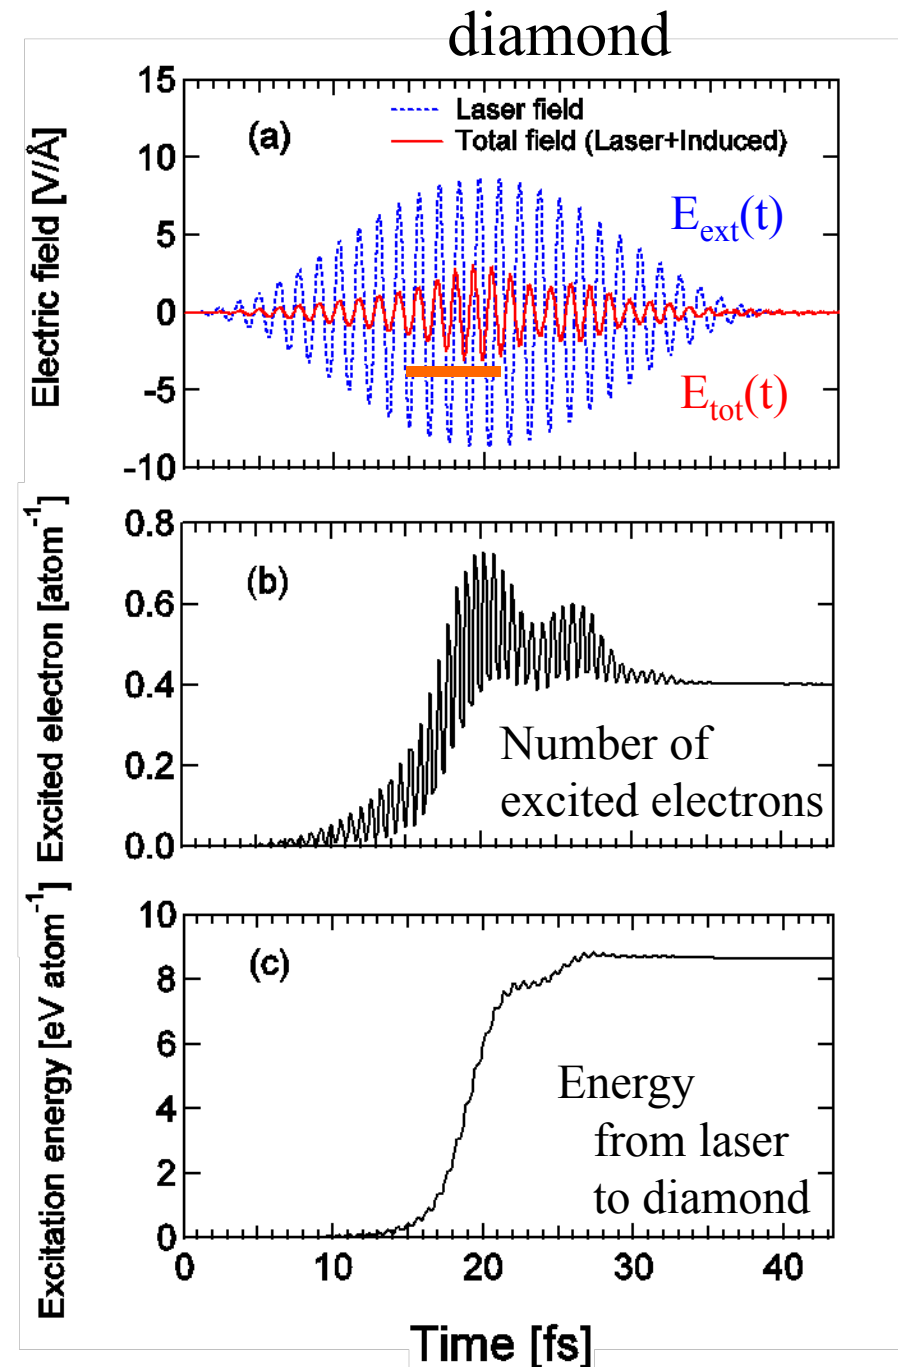 diamond
15
10
5
0
-5
-10
Electric field [V/Å]
(a)
Laser field
Total field (Laser+Induced)
E_ext(t)
E_tot(t)
0.8
0.6
0.4
0.2
0.0
Excited electron [atom⁻¹]
(b)
Number of
excited electrons
10
8
6
4
2
0
Excitation energy [eV atom⁻¹]
(c)
Energy
from laser
to diamond
0 10 20 30 40
Time [fs]